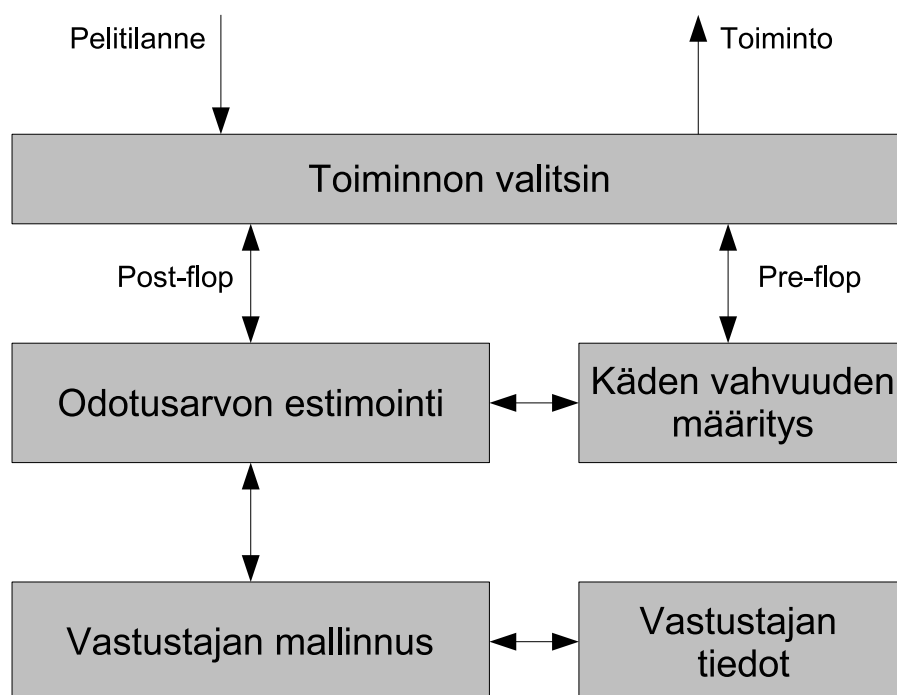 Pelitilanne
Toiminto
Toiminnon valitsin
Post-flop
Pre-flop
Odotusarvon estimointi
Käden vahvuuden
määritys
Vastustajan mallinnus
Vastustajan
tiedot